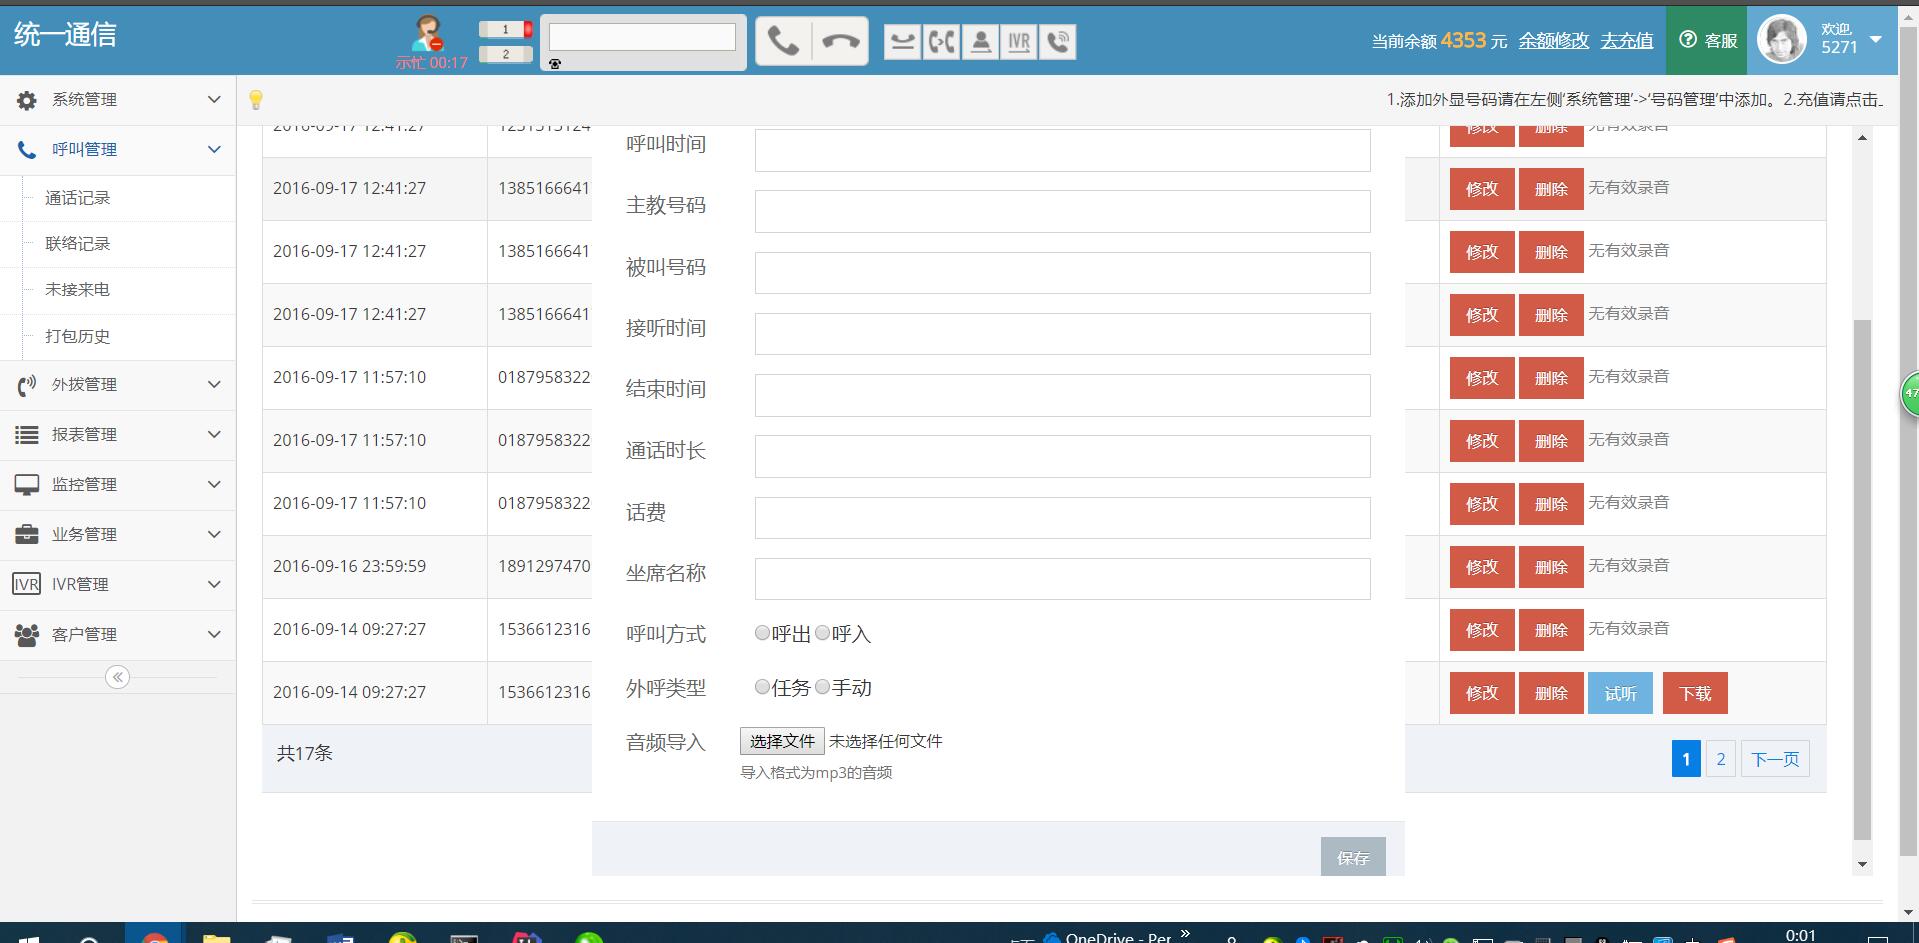 统一通信
示忙 00:17
1
2
IVR
当前余额 4353 元 余额修改 去充值
客服
欢迎,
5271
1.添加外显号码请在左侧'系统管理'->'号码管理'中添加。2.充值请点击
系统管理
呼叫管理
通话记录
联络记录
未接来电
打包历史
外拨管理
报表管理
监控管理
业务管理
IVR IVR管理
客户管理
2016-09-17 12:41:27 修改 删除 无有效录音
2016-09-17 12:41:27 1385166641 修改 删除 无有效录音
2016-09-17 12:41:27 1385166641 修改 删除 无有效录音
2016-09-17 12:41:27 1385166641 修改 删除 无有效录音
2016-09-17 11:57:10 0187958322 修改 删除 无有效录音
2016-09-17 11:57:10 0187958322 修改 删除 无有效录音
2016-09-17 11:57:10 0187958322 修改 删除 无有效录音
2016-09-16 23:59:59 1891297470 修改 删除 无有效录音
2016-09-14 09:27:27 1536612316 修改 删除 无有效录音
2016-09-14 09:27:27 1536612316 修改 删除 试听 下载
共17条
1 2 下一页
呼叫时间
主教号码
被叫号码
接听时间
结束时间
通话时长
话费
坐席名称
呼叫方式 呼出 呼入
外呼类型 任务 手动
音频导入 选择文件 未选择任何文件
导入格式为mp3的音频
保存
47
OneDrive - Per
0:01